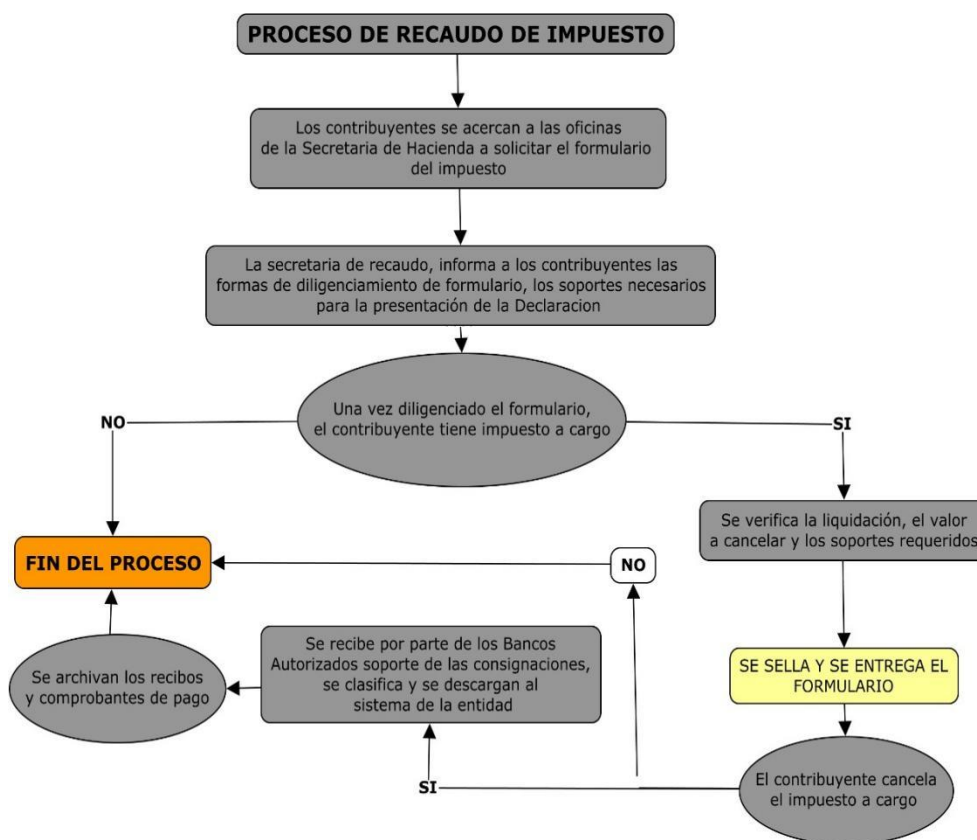 PROCESO DE RECAUDO DE IMPUESTO
Los contribuyentes se acercan a las oficinas
de la Secretaria de Hacienda a solicitar el formulario
del impuesto
La secretaria de recaudo, informa a los contribuyentes las
formas de diligenciamiento de formulario, los soportes necesarios
para la presentación de la Declaracion
Una vez diligenciado el formulario,
el contribuyente tiene impuesto a cargo
NO
SI
Se verifica la liquidación, el valor
a cancelar y los soportes requeridos
FIN DEL PROCESO
NO
Se recibe por parte de los Bancos
Autorizados soporte de las consignaciones,
se clasifica y se descargan al
sistema de la entidad
Se archivan los recibos
y comprobantes de pago
SE SELLA Y SE ENTREGA EL
FORMULARIO
SI
El contribuyente cancela
el impuesto a cargo